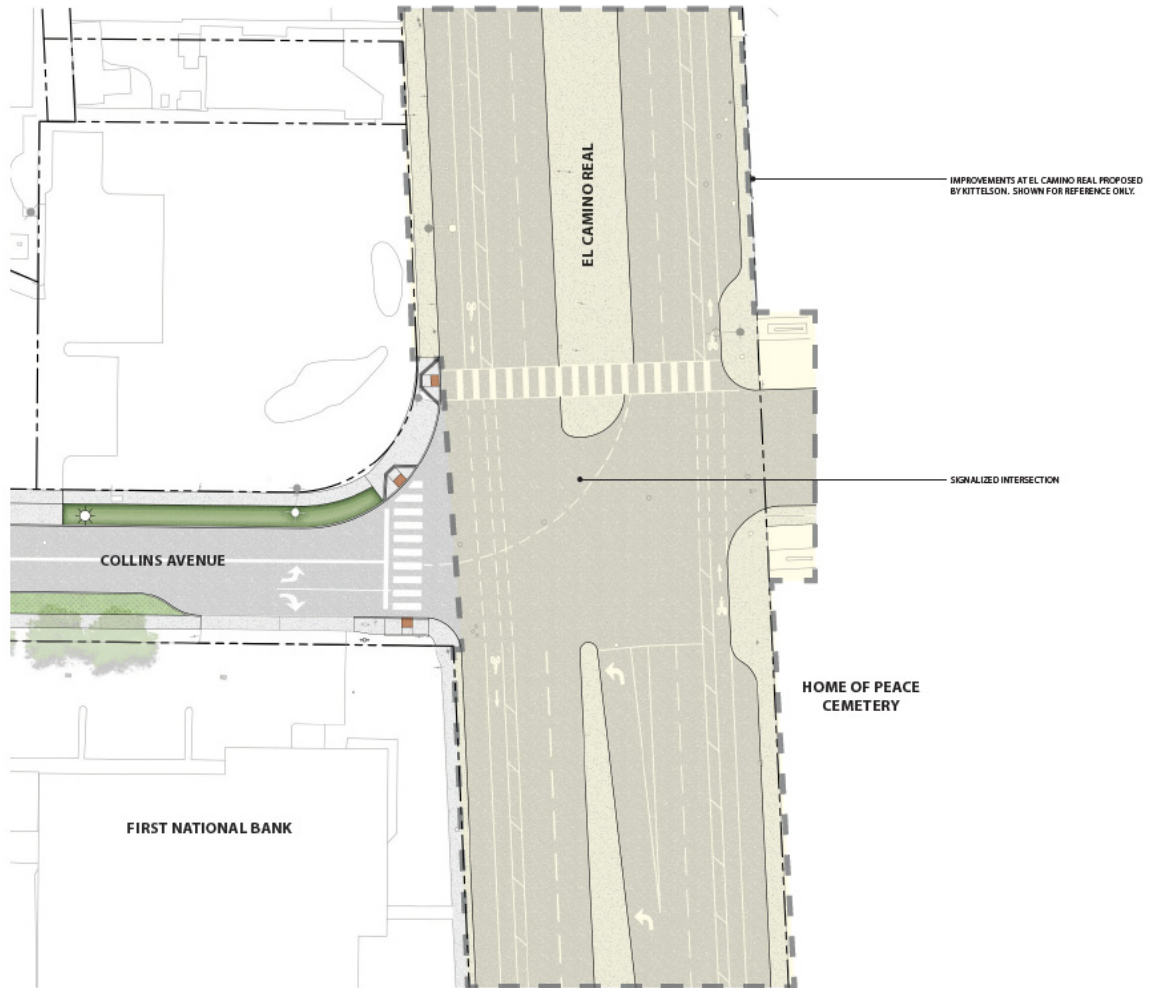 EL CAMINO REAL
IMPROVEMENTS AT EL CAMINO REAL PROPOSED
BY KITTELSON. SHOWN FOR REFERENCE ONLY.
SIGNALIZED INTERSECTION
COLLINS AVENUE
HOME OF PEACE
CEMETERY
FIRST NATIONAL BANK